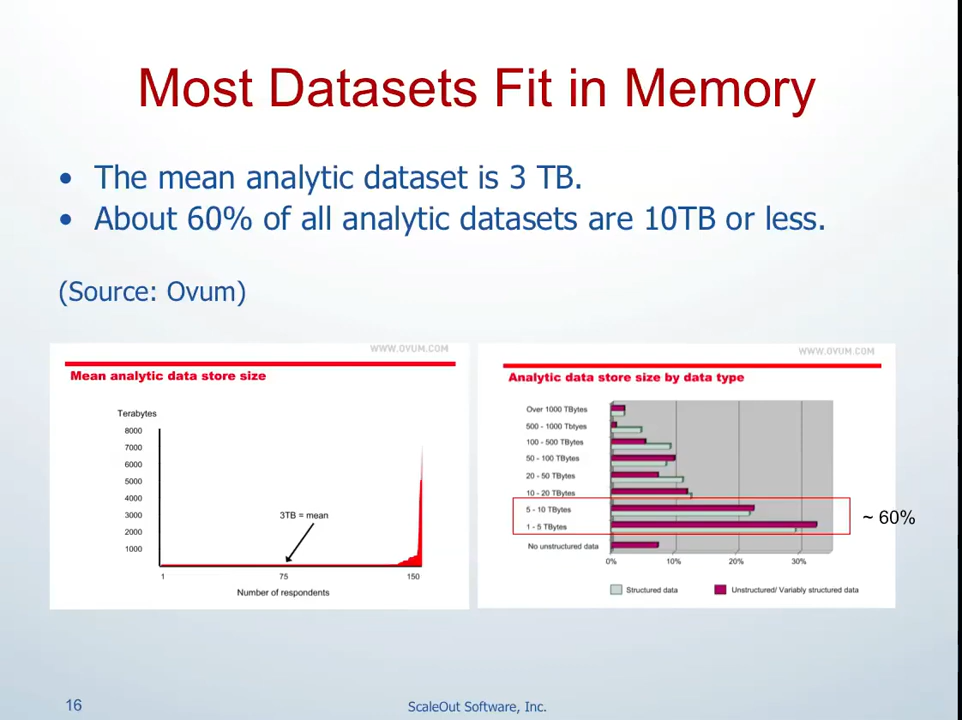 Most Datasets Fit in Memory
• The mean analytic dataset is 3 TB.
• About 60% of all analytic datasets are 10TB or less.
(Source: Ovum)
WWW.OVUM.COM
Mean analytic data store size
Terabytes
8000
7000
6000
5000
4000
3000
2000
1000
3TB = mean
1 75 150
Number of respondents
WWW.OVUM.COM
Analytic data store size by data type
Over 1000 TBytes
500 - 1000 Tbtyes
100 - 500 TBytes
50 - 100 TBytes
20 - 50 TBytes
10 - 20 TBytes
5 - 10 TBytes
1 - 5 TBytes
No unstructured data
~ 60%
0% 10% 20% 30%
Structured data Unstructured/ Variably structured data
16 ScaleOut Software, Inc.